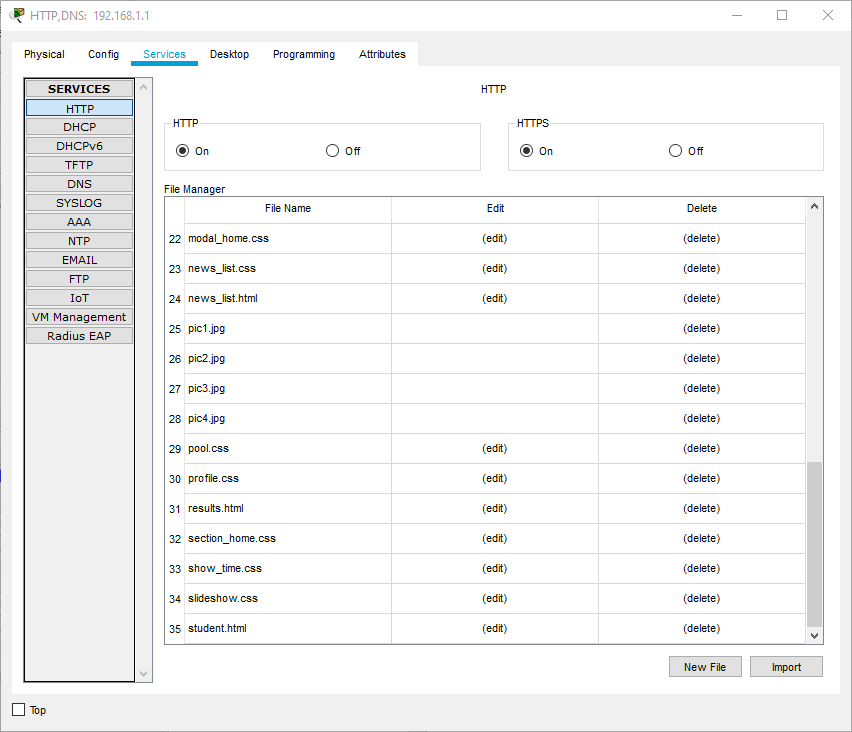 HTTP,DNS: 192.168.1.1
Physical Config Services Desktop Programming Attributes
SERVICES
HTTP
DHCP
DHCPv6
TFTP
DNS
SYSLOG
AAA
NTP
EMAIL
FTP
IoT
VM Management
Radius EAP
HTTP
HTTP
On Off
HTTPS
On Off
File Manager
File Name Edit Delete
22 modal_home.css (edit) (delete)
23 news_list.css (edit) (delete)
24 news_list.html (edit) (delete)
25 pic1.jpg (delete)
26 pic2.jpg (delete)
27 pic3.jpg (delete)
28 pic4.jpg (delete)
29 pool.css (edit) (delete)
30 profile.css (edit) (delete)
31 results.html (edit) (delete)
32 section_home.css (edit) (delete)
33 show_time.css (edit) (delete)
34 slideshow.css (edit) (delete)
35 student.html (edit) (delete)
New File Import
Top